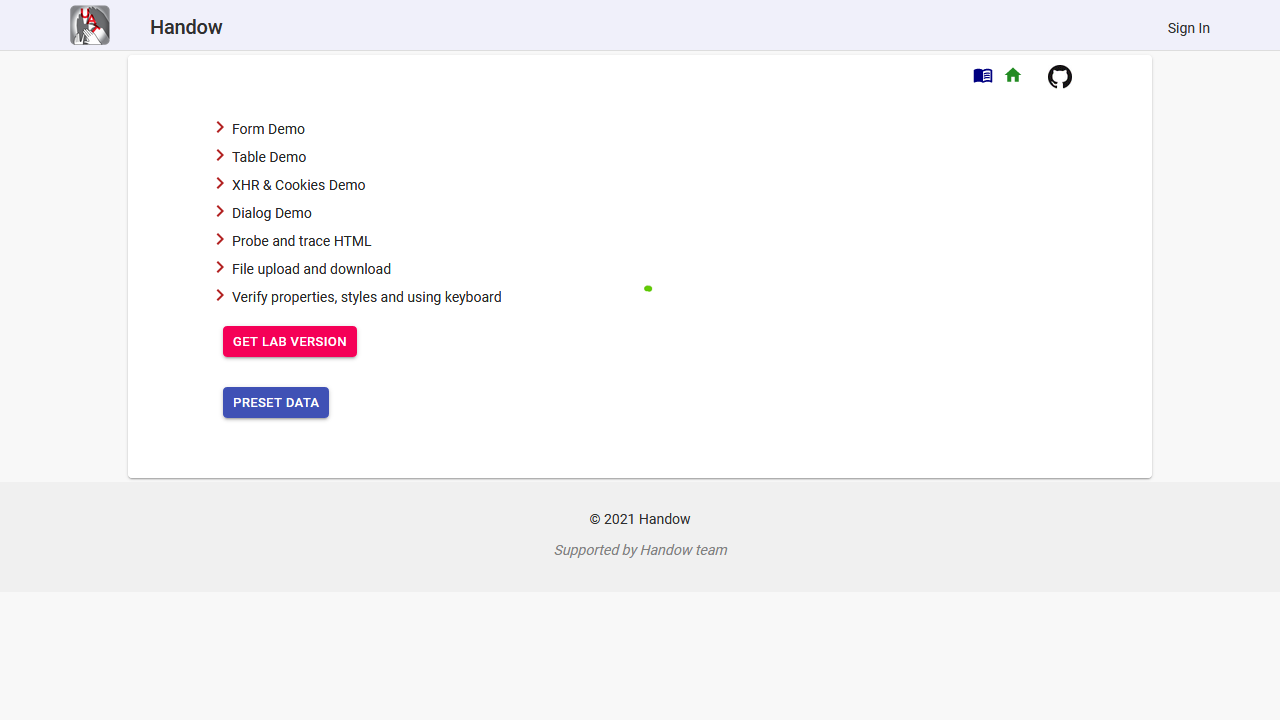 Handow
Sign In
Form Demo
Table Demo
XHR & Cookies Demo
Dialog Demo
Probe and trace HTML
File upload and download
Verify properties, styles and using keyboard
GET LAB VERSION
PRESET DATA
© 2021 Handow
Supported by Handow team